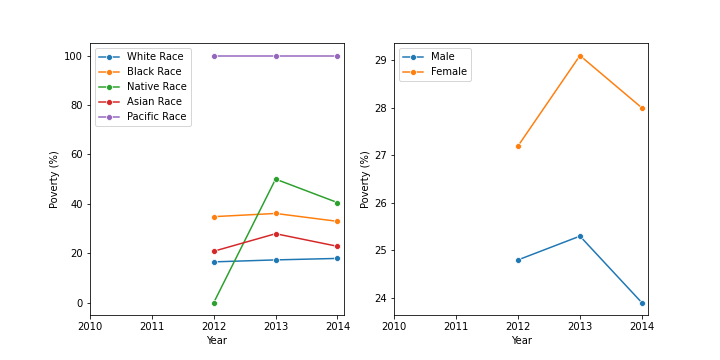 100
80
60
40
20
0
Poverty (%)
White Race
Black Race
Native Race
Asian Race
Pacific Race
2010 2011 2012 2013 2014
Year
29
28
27
26
25
24
Poverty (%)
Male
Female
2010 2011 2012 2013 2014
Year